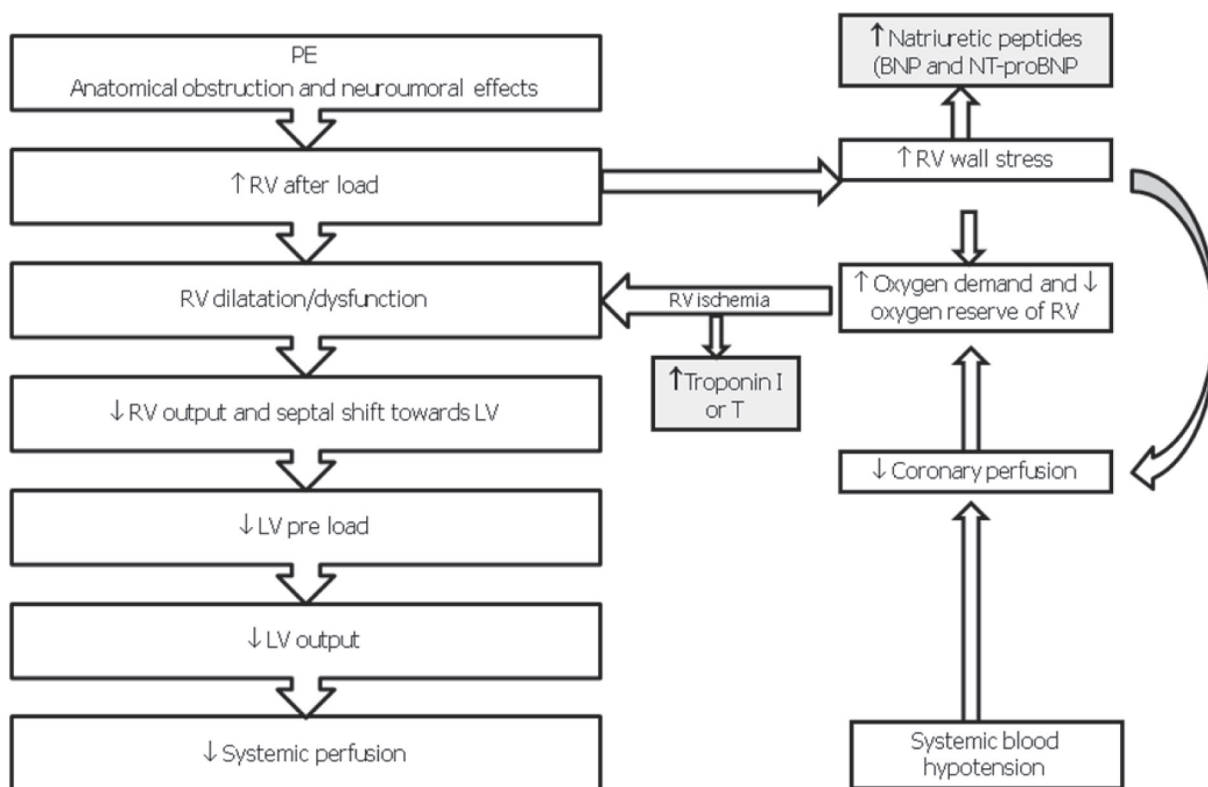 PE
Anatomical obstruction and neuroumoral effects
↑ RV after load
RV dilatation/dysfunction
↓ RV output and septal shift towards LV
↓ LV pre load
↓ LV output
↓ Systemic perfusion
↑ Natriuretic peptides
(BNP and NT-proBNP
↑ RV wall stress
↑ Oxygen demand and ↓
oxygen reserve of RV
RV ischemia
↑ Troponin I
or T
↓ Coronary perfusion
Systemic blood
hypotension